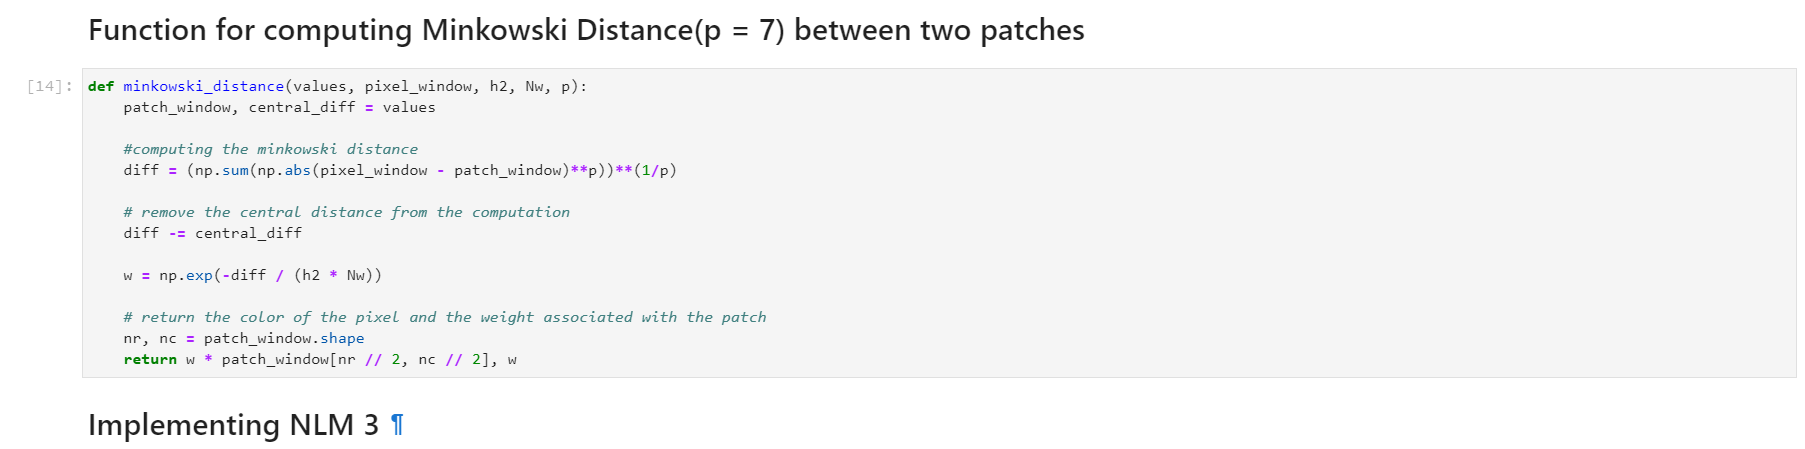 Function for computing Minkowski Distance(p = 7) between two patches
[14]: def minkowski_distance(values, pixel_window, h2, Nw, p):
    patch_window, central_diff = values
    #computing the minkowski distance
    diff = (np.sum(np.abs(pixel_window - patch_window)**p))**(1/p)
    # remove the central distance from the computation
    diff -= central_diff
    w = np.exp(-diff / (h2 * Nw))
    # return the color of the pixel and the weight associated with the patch
    nr, nc = patch_window.shape
    return w * patch_window[nr // 2, nc // 2], w
Implementing NLM 3 ¶